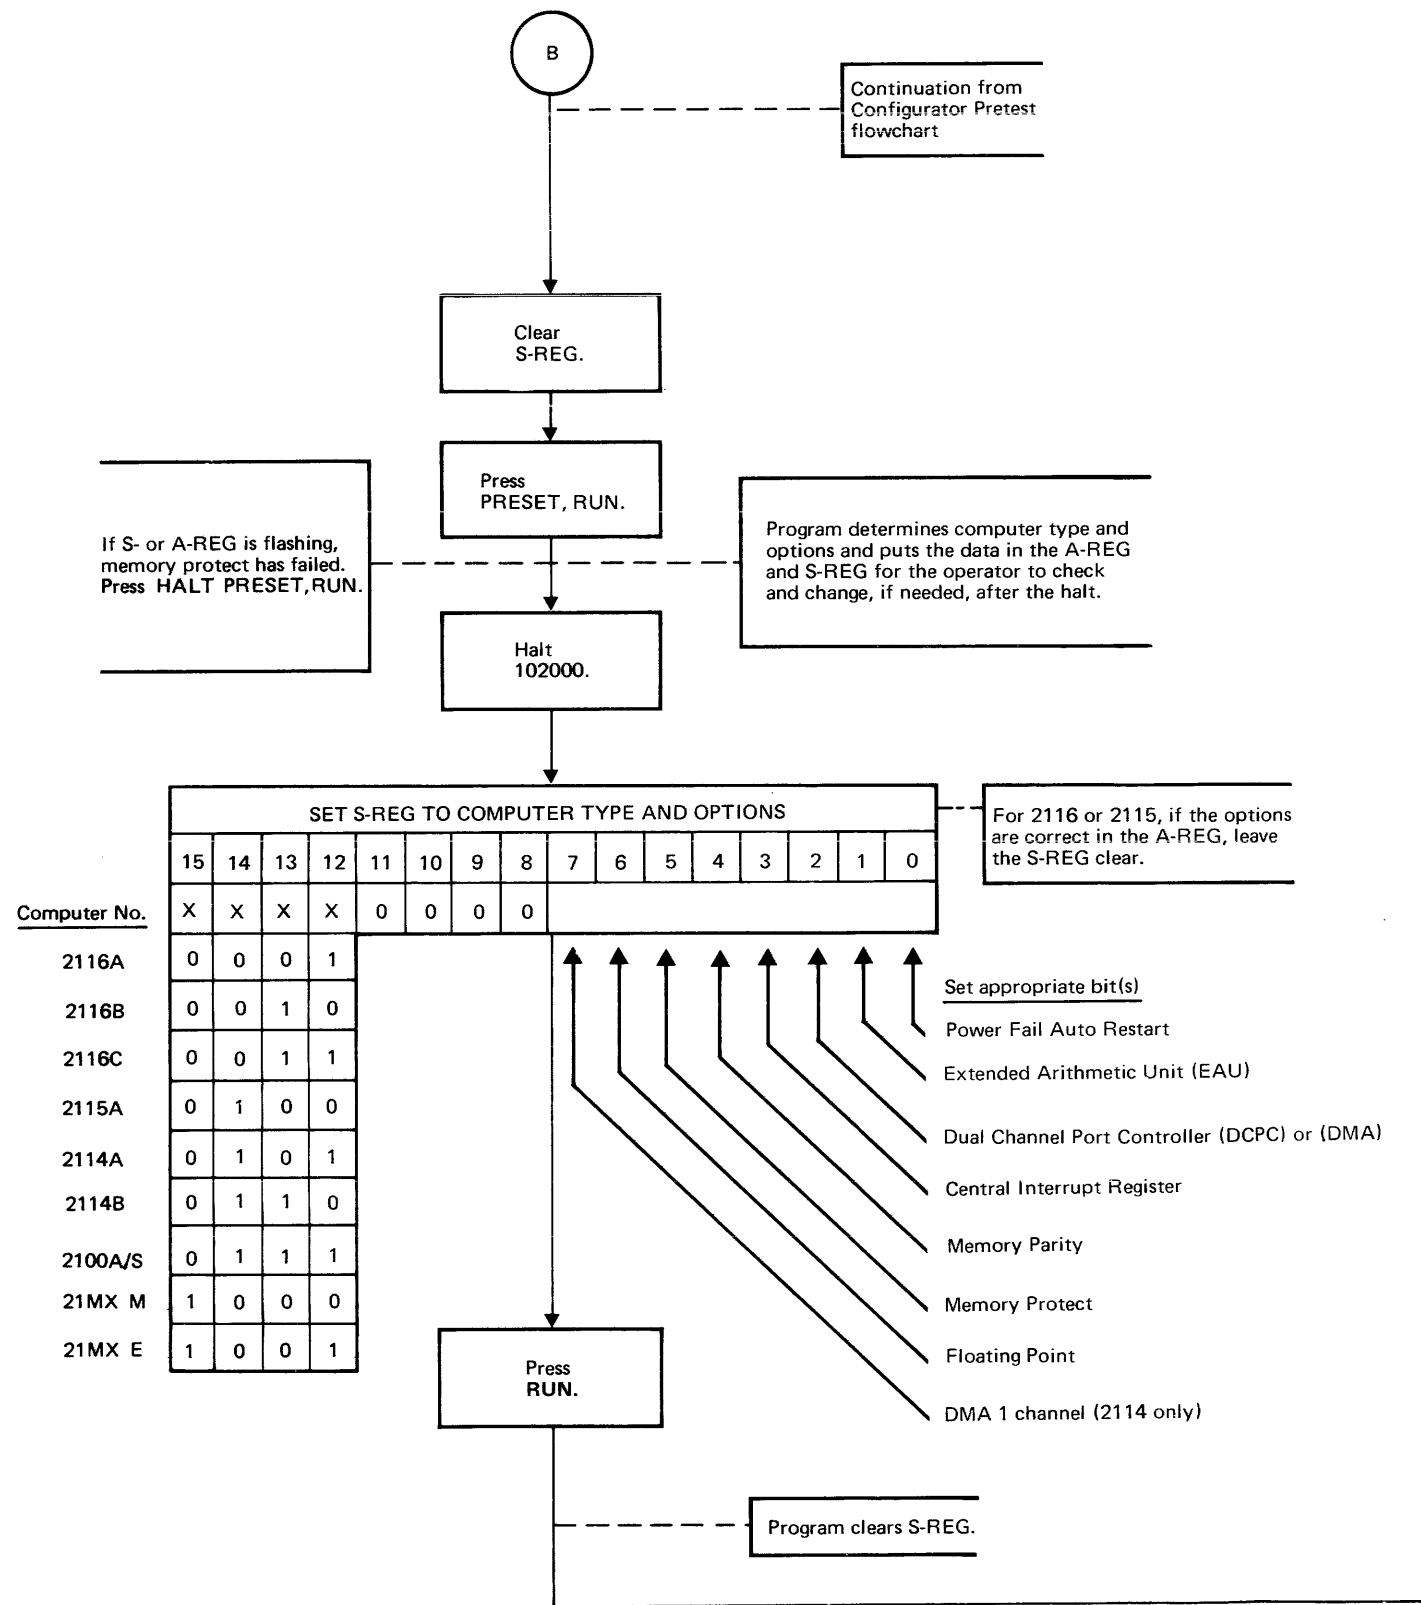 B
Continuation from
Configurator Pretest
flowchart
Clear
S-REG.
Press
PRESET, RUN.
If S- or A-REG is flashing,
memory protect has failed.
Press HALT PRESET, RUN.
Program determines computer type and
options and puts the data in the A-REG
and S-REG for the operator to check
and change, if needed, after the halt.
Halt
102000.
SET S-REG TO COMPUTER TYPE AND OPTIONS
For 2116 or 2115, if the options
are correct in the A-REG, leave
the S-REG clear.
15 14 13 12 11 10 9 8 7 6 5 4 3 2 1 0
Computer No. X X X X 0 0 0 0
2116A 0 0 0 1
2116B 0 0 1 0
2116C 0 0 1 1
2115A 0 1 0 0
2114A 0 1 0 1
2114B 0 1 1 0
2100A/S 0 1 1 1
21MX M 1 0 0 0
21MX E 1 0 0 1
Set appropriate bit(s)
Power Fail Auto Restart
Extended Arithmetic Unit (EAU)
Dual Channel Port Controller (DCPC) or (DMA)
Central Interrupt Register
Memory Parity
Memory Protect
Floating Point
DMA 1 channel (2114 only)
Press
RUN.
Program clears S-REG.